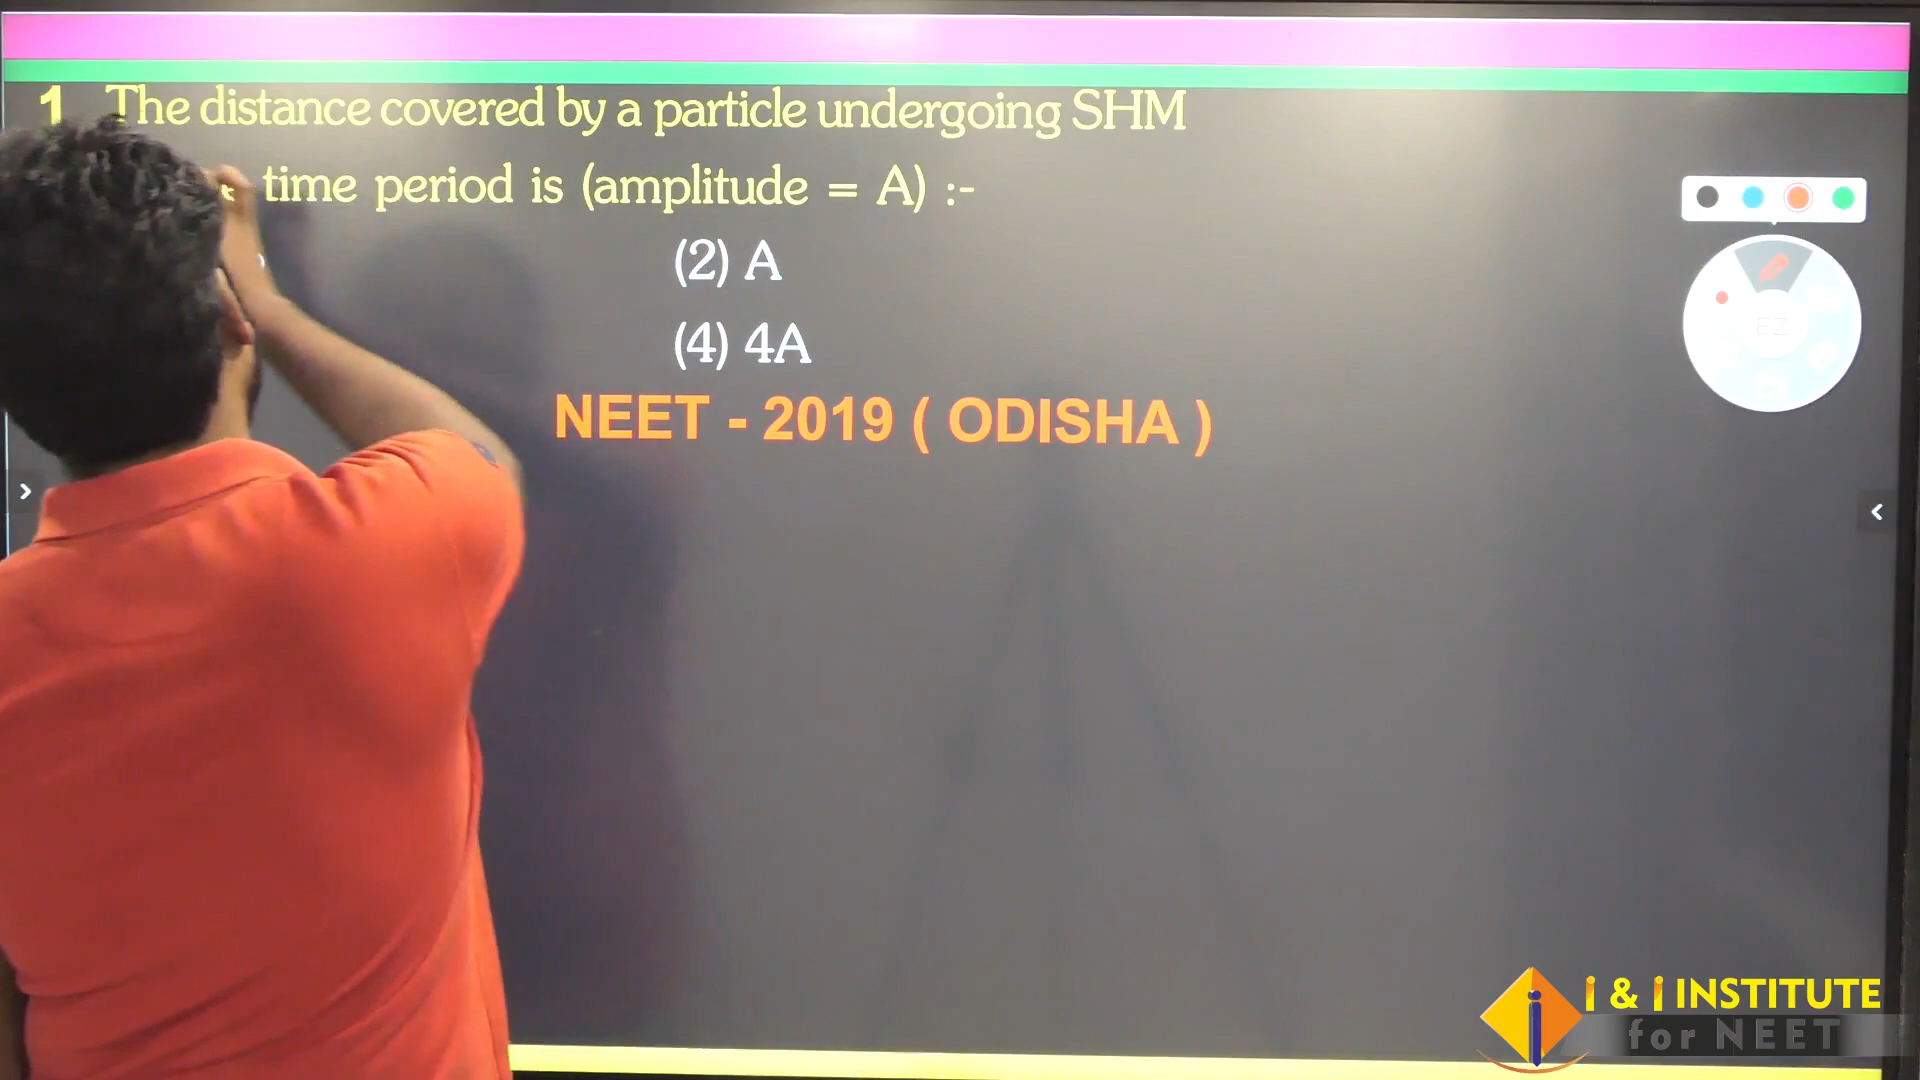 1 The distance covered by a particle undergoing SHM
time period is (amplitude = A) :-
(2) A
(4) 4A
NEET - 2019 ( ODISHA )
EZ
i & i INSTITUTE
for NEET